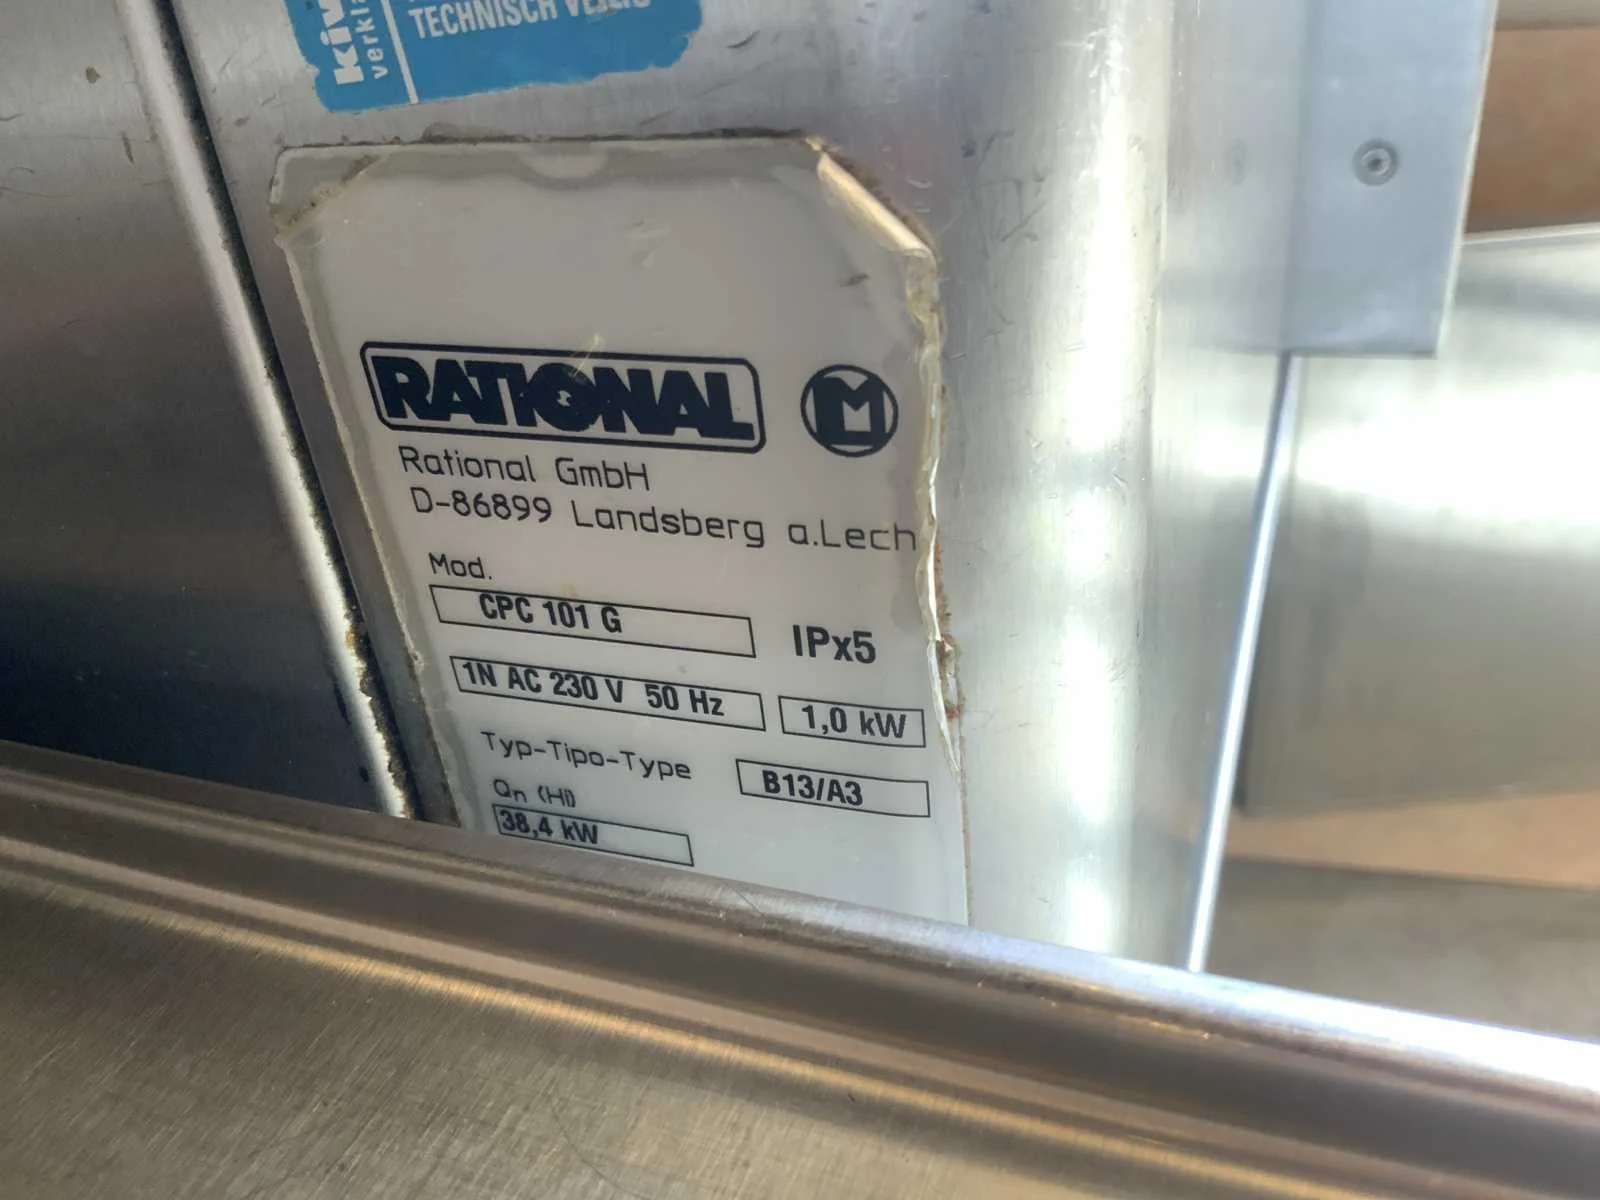 TECHNISCH
RATIONAL
LM
Rational GmbH
D-86899 Landsberg a.Lech
Mod.
CPC 101 G
IPx5
1N AC 230 V 50 Hz
1,0 kW
Typ-Tipo-Type
B13/A3
Qn (Hi)
38,4 kW